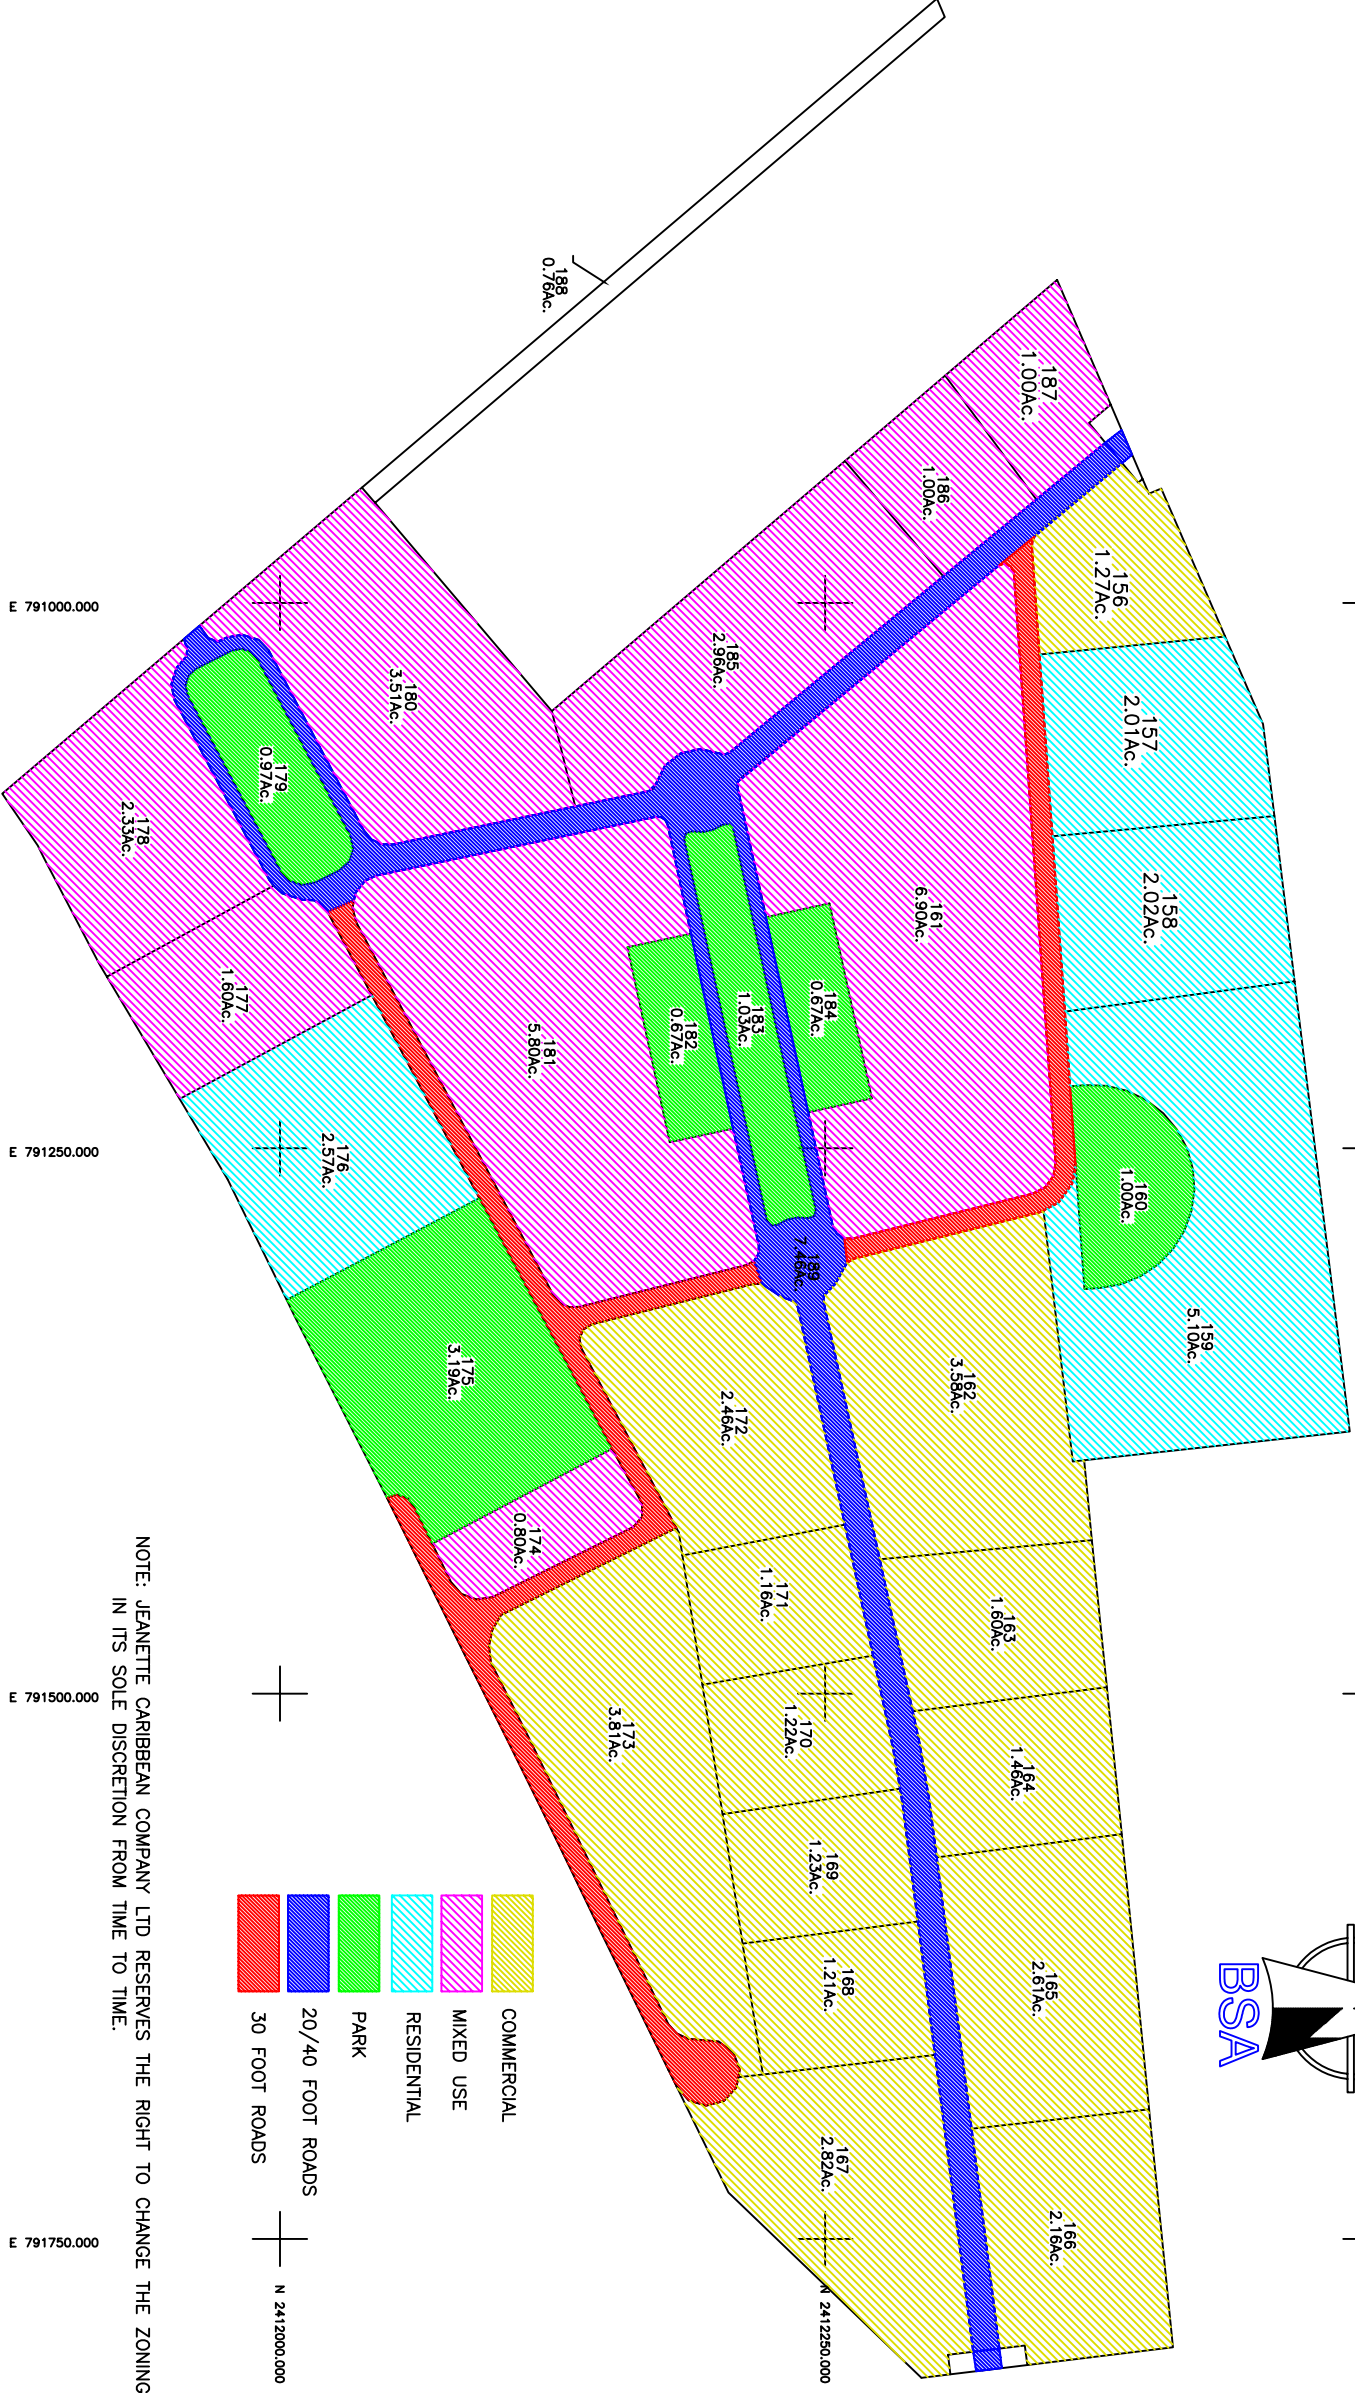 187
1.00Ac.
188
0.76Ac.
186
1.00Ac.
156
1.27Ac.
157
2.01Ac.
158
2.02Ac.
185
2.96Ac.
180
3.51Ac.
179
0.97Ac.
178
2.33Ac.
177
1.60Ac.
161
6.90Ac.
184
0.67Ac.
183
1.03Ac.
182
0.67Ac.
181
5.80Ac.
176
2.57Ac.
160
1.00Ac.
159
5.10Ac.
189
7.46Ac.
175
3.19Ac.
162
3.58Ac.
172
2.46Ac.
174
0.80Ac.
171
1.16Ac.
163
1.60Ac.
173
3.81Ac.
170
1.22Ac.
164
1.46Ac.
169
1.23Ac.
168
1.21Ac.
165
2.61Ac.
167
2.82Ac.
166
2.16Ac.
E 791000.000
E 791250.000
E 791500.000
E 791750.000
N 2412000.000
N 2412250.000
BSA
COMMERCIAL
MIXED USE
RESIDENTIAL
PARK
20/40 FOOT ROADS
30 FOOT ROADS
NOTE: JEANETTE CARIBBEAN COMPANY LTD RESERVES THE RIGHT TO CHANGE THE ZONING
IN ITS SOLE DISCRETION FROM TIME TO TIME.